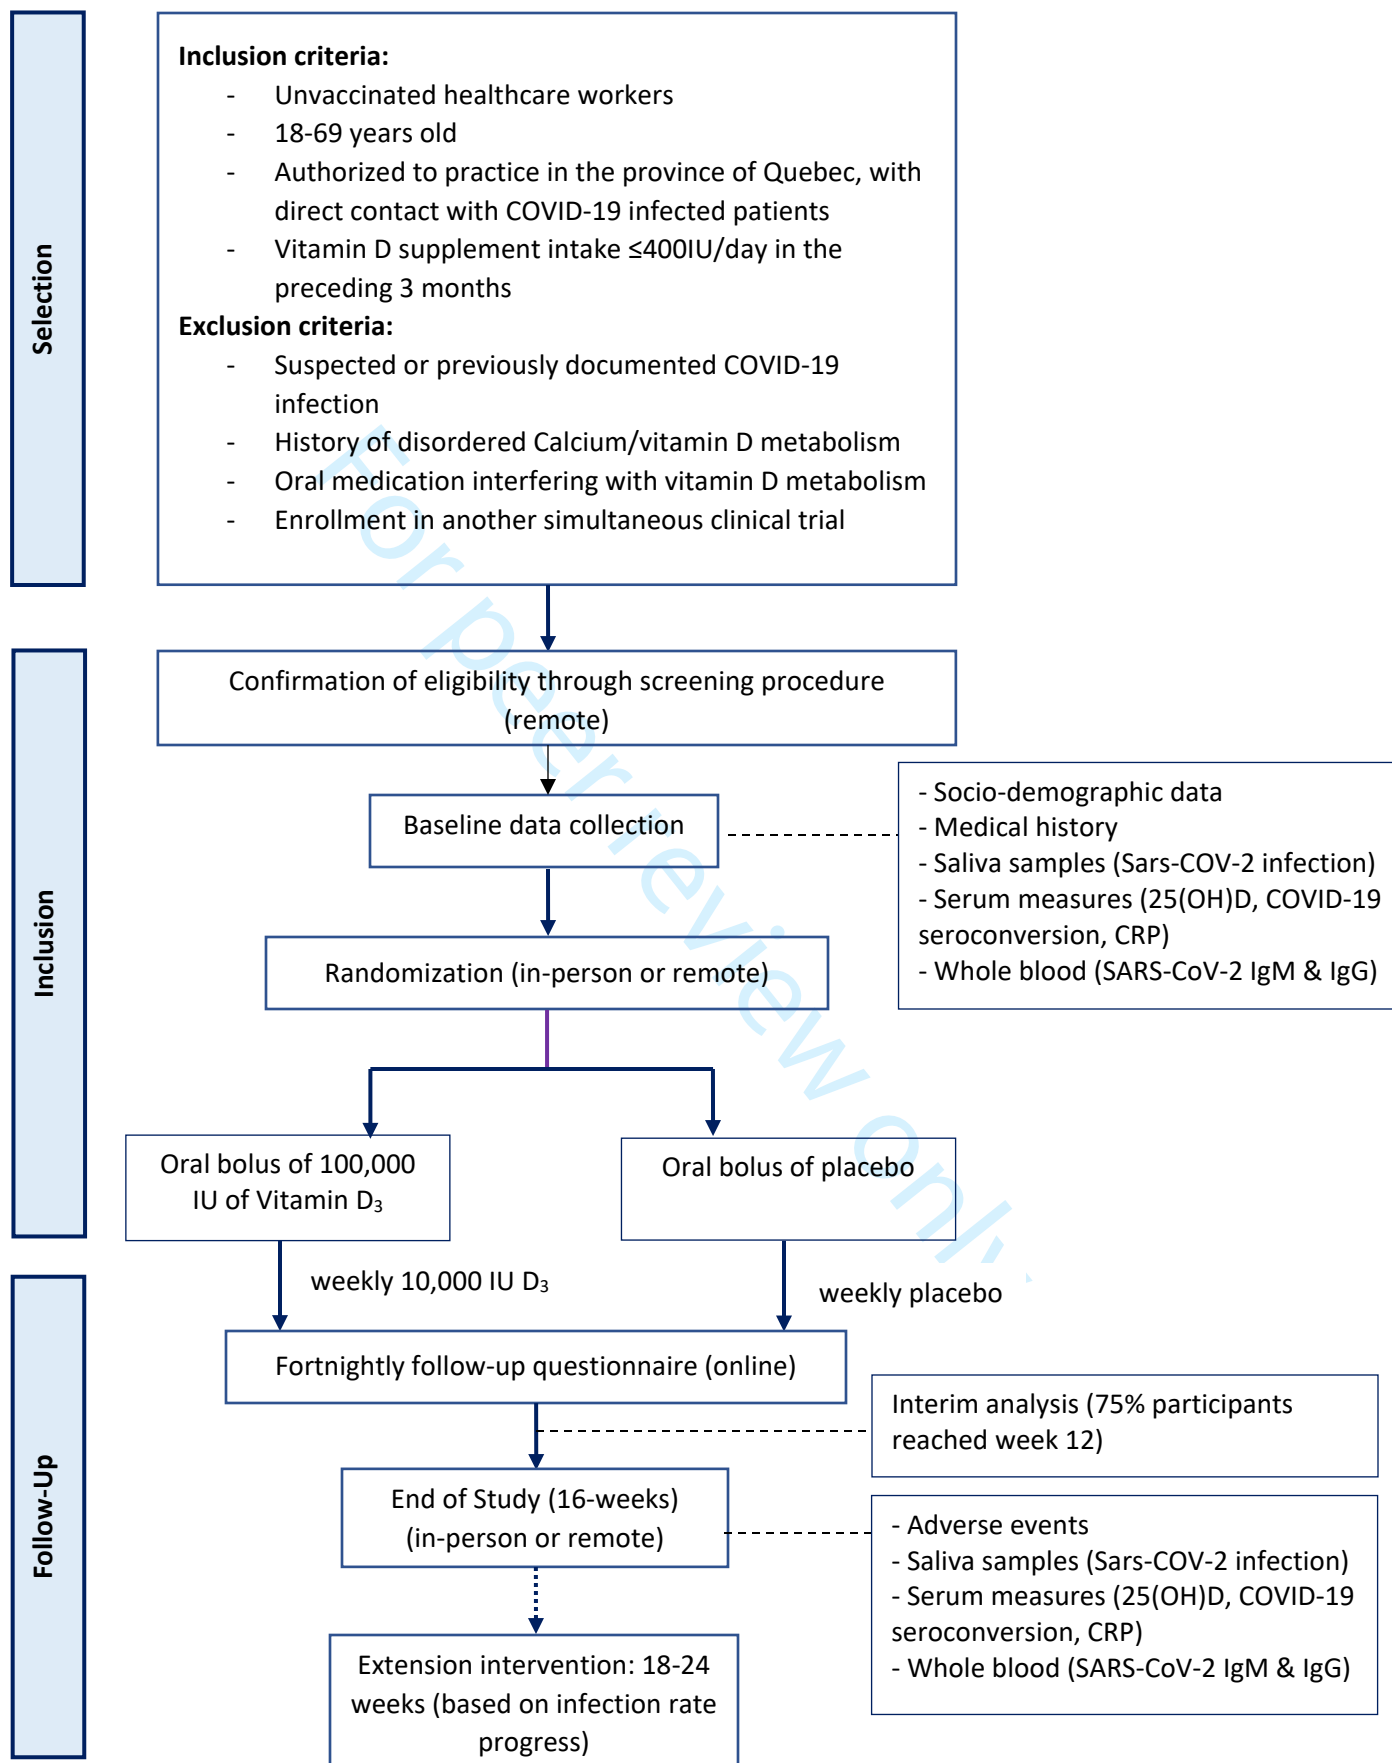 Selection
Inclusion criteria:
- Unvaccinated healthcare workers
- 18-69 years old
- Authorized to practice in the province of Quebec, with
direct contact with COVID-19 infected patients
- Vitamin D supplement intake ≤400IU/day in the
preceding 3 months
Exclusion criteria:
- Suspected or previously documented COVID-19
infection
- History of disordered Calcium/vitamin D metabolism
- Oral medication interfering with vitamin D metabolism
- Enrollment in another simultaneous clinical trial
Inclusion
Confirmation of eligibility through screening procedure
(remote)
Baseline data collection
- Socio-demographic data
- Medical history
- Saliva samples (Sars-COV-2 infection)
- Serum measures (25(OH)D, COVID-19
seroconversion, CRP)
- Whole blood (SARS-CoV-2 IgM & IgG)
Randomization (in-person or remote)
Oral bolus of 100,000
IU of Vitamin D₃
Oral bolus of placebo
Follow-Up
weekly 10,000 IU D₃
weekly placebo
Fortnightly follow-up questionnaire (online)
Interim analysis (75% participants
reached week 12)
End of Study (16-weeks)
(in-person or remote)
- Adverse events
- Saliva samples (Sars-COV-2 infection)
- Serum measures (25(OH)D, COVID-19
seroconversion, CRP)
- Whole blood (SARS-CoV-2 IgM & IgG)
Extension intervention: 18-24
weeks (based on infection rate
progress)
For peer review only